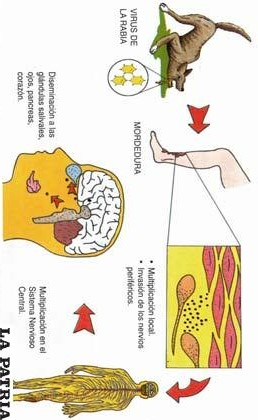 VIRUS DE
LA RABIA
MORDEDURA
• Multiplicación local.
• Invasión de los nervios
periféricos.
Multiplicación en el
Sistema Nervioso
Central.
Diseminación a las
glándulas salivales,
ojos, pancreas,
corazón.
LA PATRIA